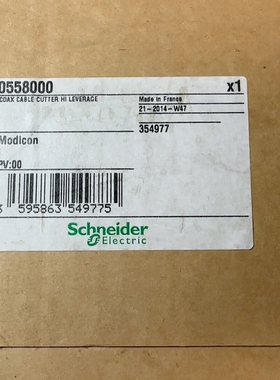 0558000
x1
COAX CABLE CUTTER HI LEVERAGE
Made in France
21-2014-W47
354977
Modicon
PV:00
595863 549775
Schneider
Electric